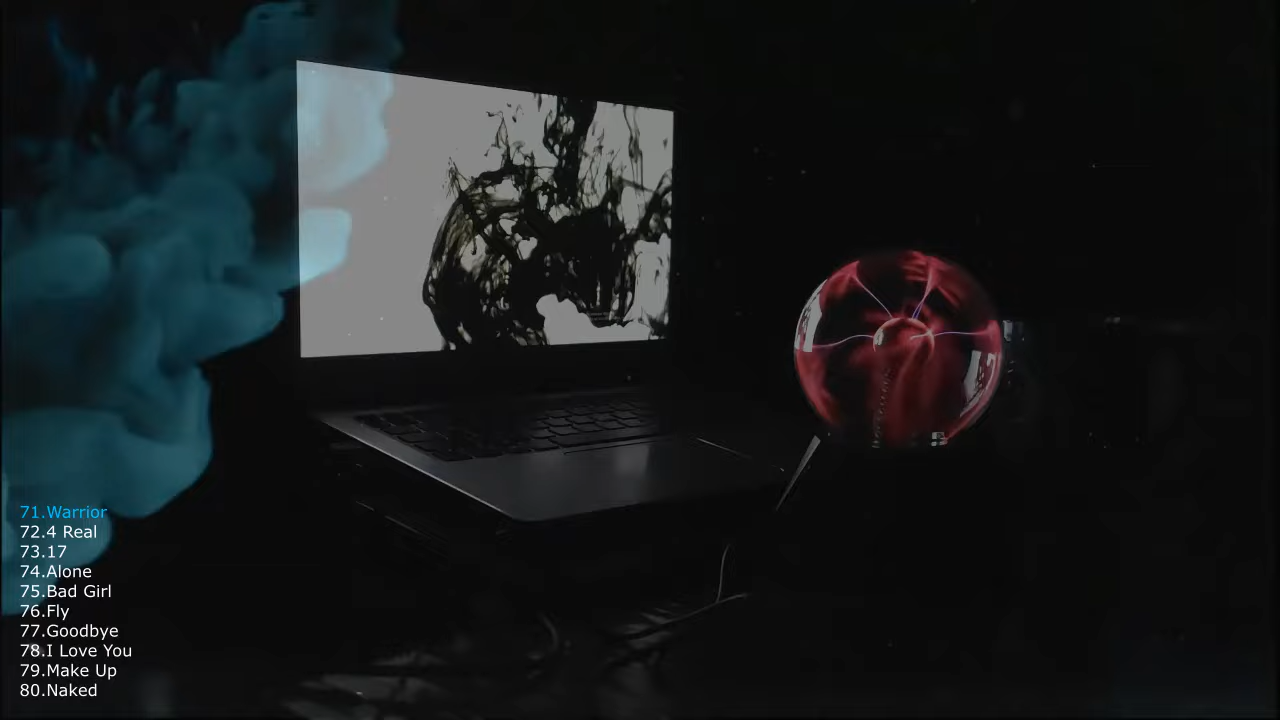 71.Warrior
72.4 Real
73.17
74.Alone
75.Bad Girl
76.Fly
77.Goodbye
78.I Love You
79.Make Up
80.Naked